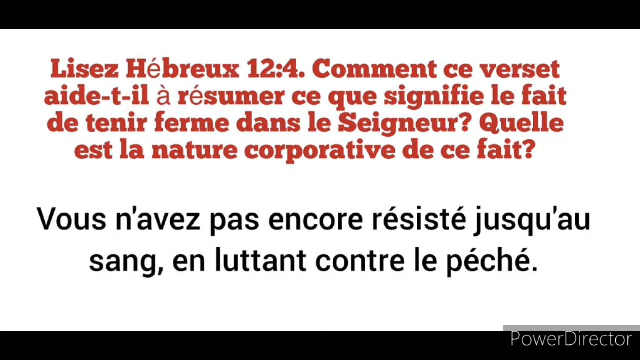 Lisez Hébreux 12:4. Comment ce verset
aide-t-il à résumer ce que signifie le fait
de tenir ferme dans le Seigneur? Quelle
est la nature corporative de ce fait?
Vous n'avez pas encore résisté jusqu'au
sang, en luttant contre le péché.
PowerDirector